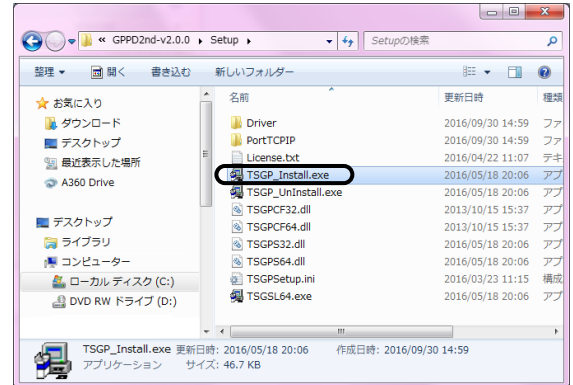 « GPPD2nd-v2.0.0 ▸ Setup ▸
Setupの検索
整理 ▼ 開く 書き込む 新しいフォルダー
お気に入り
ダウンロード
デスクトップ
最近表示した場所
A360 Drive
デスクトップ
ライブラリ
コンピューター
ローカル ディスク (C:)
DVD RW ドライブ (D:)
名前 更新日時 種類
Driver 2016/09/30 14:59 ファ
PortTCPIP 2016/09/30 14:59 ファ
License.txt 2016/04/22 11:07 テキ
TSGP_Install.exe 2016/05/18 20:06 アプ
TSGP_UnInstall.exe 2016/05/18 20:06 アプ
TSGPCF32.dll 2013/10/15 15:37 アプ
TSGPCF64.dll 2013/10/15 15:37 アプ
TSGPS32.dll 2016/05/18 20:06 アプ
TSGPS64.dll 2016/05/18 20:06 アプ
TSGPSetup.ini 2016/03/23 11:15 構成
TSGSL64.exe 2016/05/18 20:06 アプ
TSGP_Install.exe 更新日時: 2016/05/18 20:06 作成日時: 2016/09/30 14:59
アプリケーション サイズ: 46.7 KB